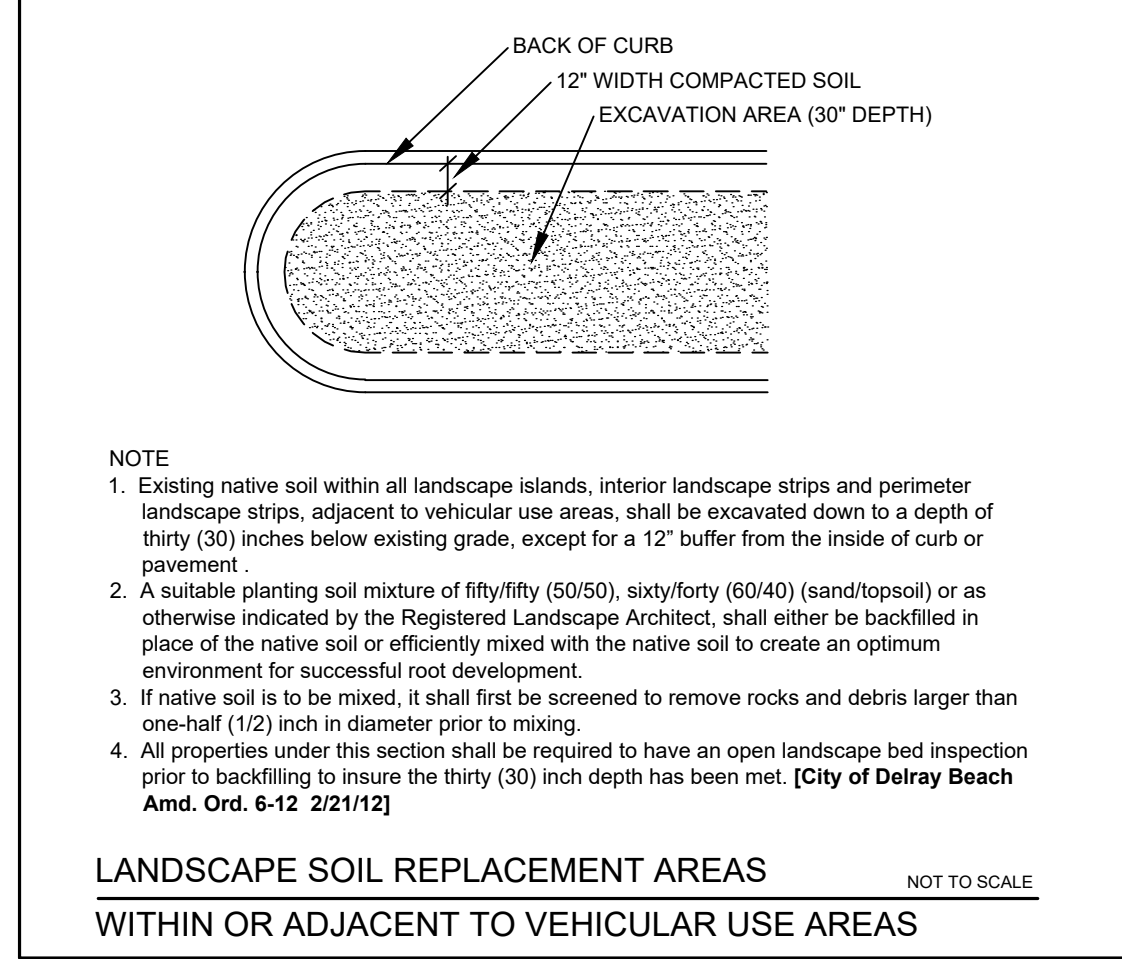 BACK OF CURB
12" WIDTH COMPACTED SOIL
EXCAVATION AREA (30" DEPTH)
NOTE
1. Existing native soil within all landscape islands, interior landscape strips and perimeter
landscape strips, adjacent to vehicular use areas, shall be excavated down to a depth of
thirty (30) inches below existing grade, except for a 12” buffer from the inside of curb or
pavement .
2. A suitable planting soil mixture of fifty/fifty (50/50), sixty/forty (60/40) (sand/topsoil) or as
otherwise indicated by the Registered Landscape Architect, shall either be backfilled in
place of the native soil or efficiently mixed with the native soil to create an optimum
environment for successful root development.
3. If native soil is to be mixed, it shall first be screened to remove rocks and debris larger than
one-half (1/2) inch in diameter prior to mixing.
4. All properties under this section shall be required to have an open landscape bed inspection
prior to backfilling to insure the thirty (30) inch depth has been met. [City of Delray Beach
Amd. Ord. 6-12 2/21/12]
LANDSCAPE SOIL REPLACEMENT AREAS
NOT TO SCALE
WITHIN OR ADJACENT TO VEHICULAR USE AREAS